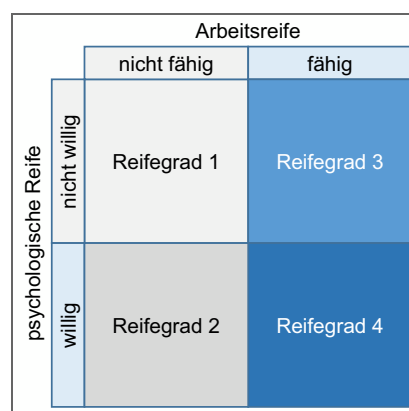 Arbeitsreife
nicht fähig
fähig
psychologische Reife
nicht willig
Reifegrad 1
Reifegrad 3
willig
Reifegrad 2
Reifegrad 4